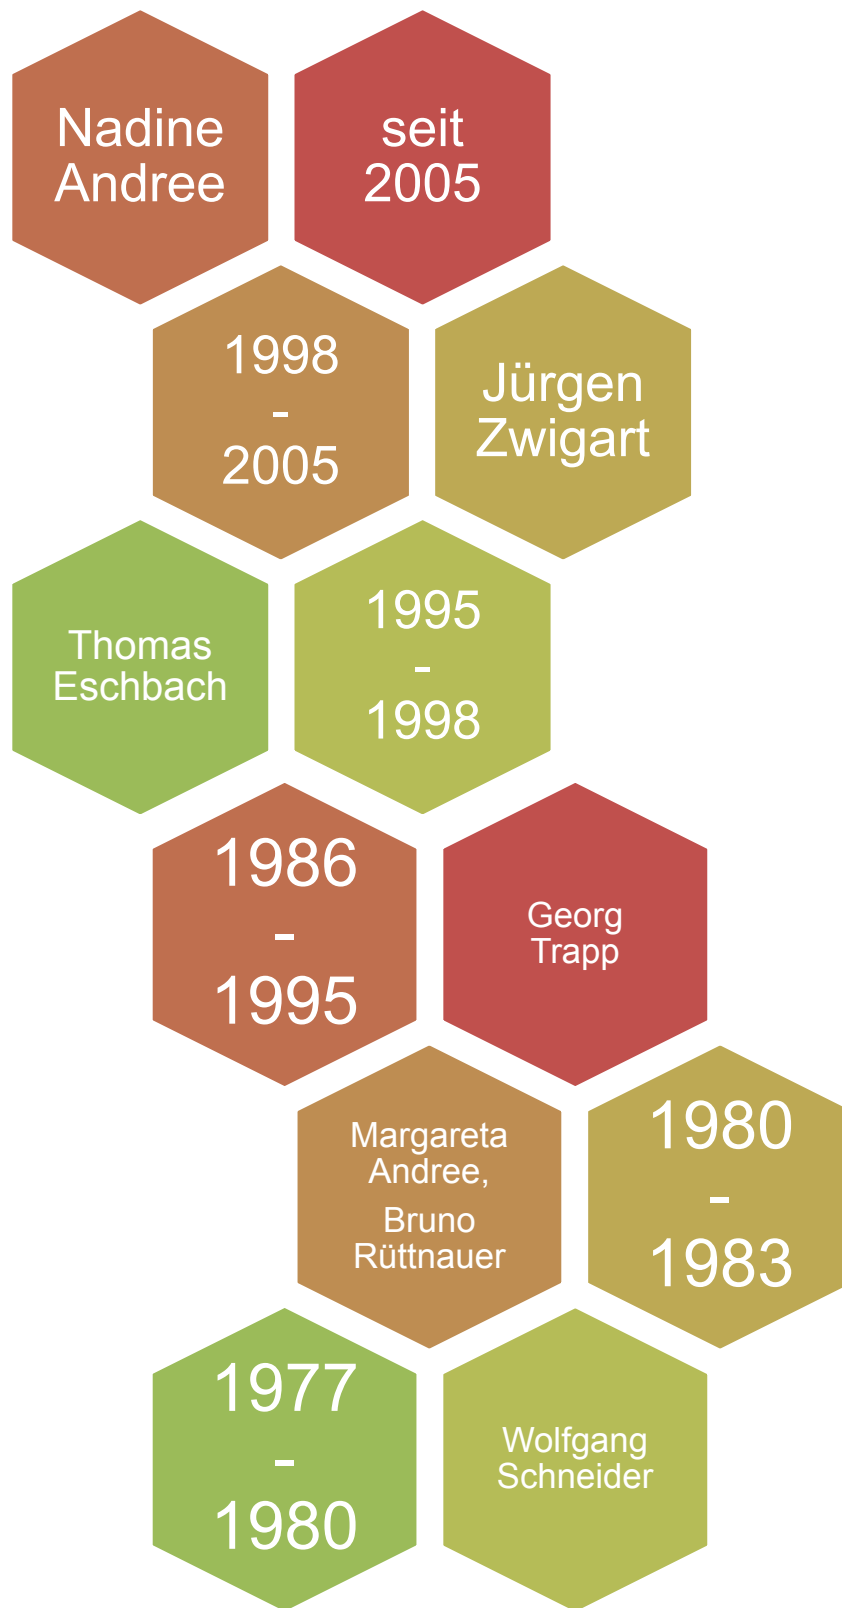 Nadine
Andree
seit
2005
1998
-
2005
Jürgen
Zwigart
Thomas
Eschbach
1995
-
1998
1986
-
1995
Georg
Trapp
Margareta
Andree,
Bruno
Rüttnauer
1980
-
1983
1977
-
1980
Wolfgang
Schneider